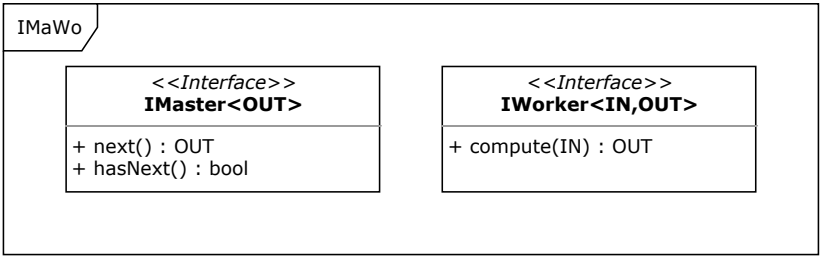 IMaWo
<<Interface>>
IMaster<OUT>
+ next() : OUT
+ hasNext() : bool
<<Interface>>
IWorker<IN,OUT>
+ compute(IN) : OUT